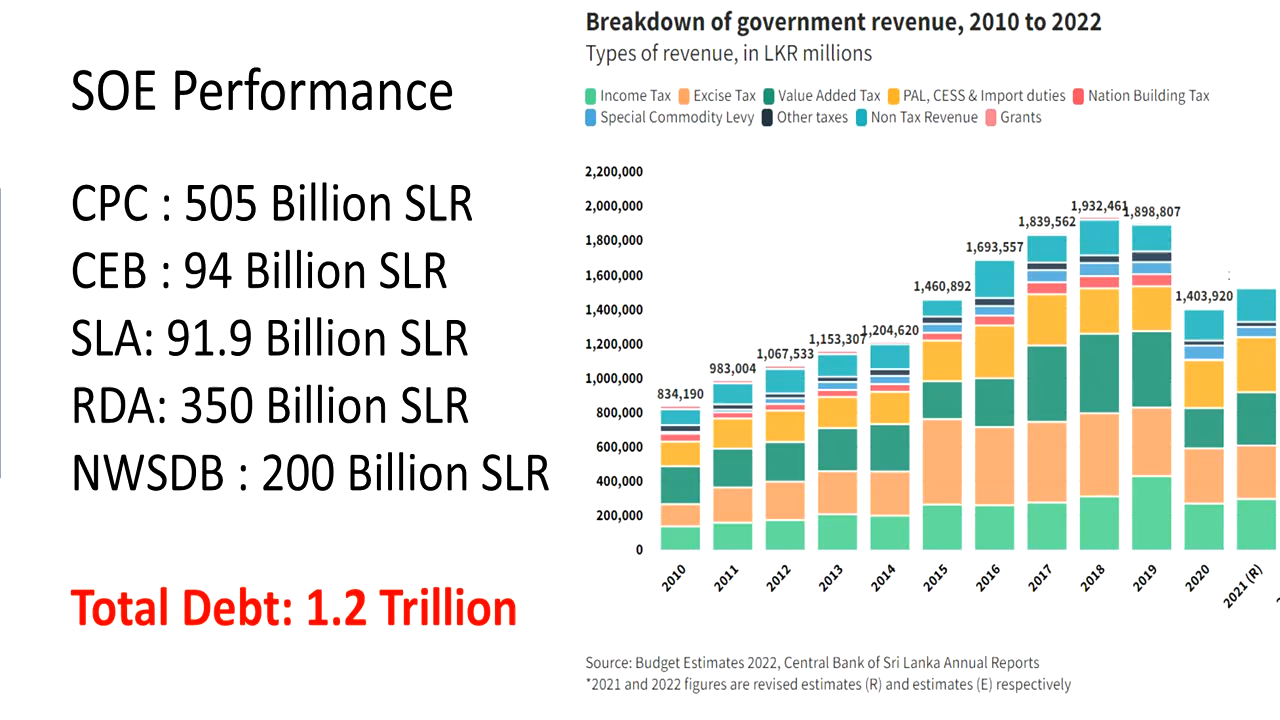 SOE Performance
CPC : 505 Billion SLR
CEB : 94 Billion SLR
SLA: 91.9 Billion SLR
RDA: 350 Billion SLR
NWSDB : 200 Billion SLR
Total Debt: 1.2 Trillion
Breakdown of government revenue, 2010 to 2022
Types of revenue, in LKR millions
Income Tax Excise Tax Value Added Tax PAL, CESS & Import duties Nation Building Tax
Special Commodity Levy Other taxes Non Tax Revenue Grants
2,200,000
2,000,000
1,800,000
1,600,000
1,400,000
1,200,000
1,000,000
800,000
600,000
400,000
200,000
0
834,190
983,004
1,067,533
1,153,307
1,204,620
1,460,892
1,693,557
1,839,562
1,932,461
1,898,807
1,403,920
2010 2011 2012 2013 2014 2015 2016 2017 2018 2019 2020 2021 (R)
Source: Budget Estimates 2022, Central Bank of Sri Lanka Annual Reports
*2021 and 2022 figures are revised estimates (R) and estimates (E) respectively